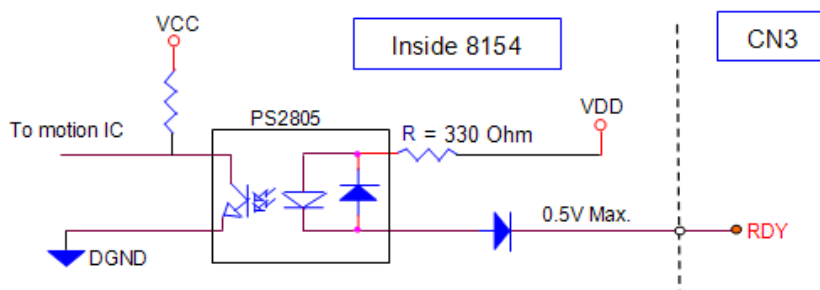 VCC
Inside 8154
CN3
To motion IC
PS2805
R = 330 Ohm
VDD
0.5V Max.
RDY
DGND